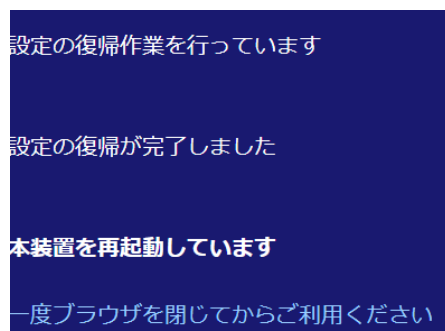 設定の復帰作業を行っています
設定の復帰が完了しました
本装置を再起動しています
一度ブラウザを閉じてからご利用ください